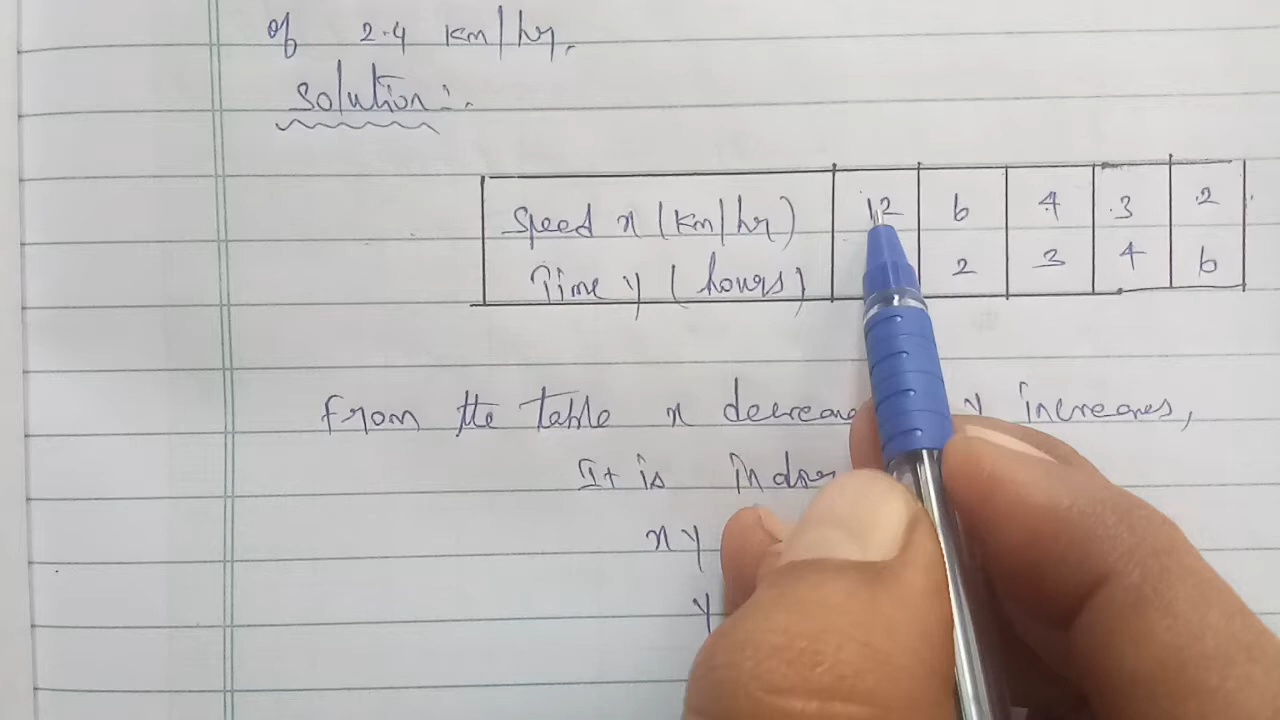 of 2.4 km/hr.
Solution:-
Speed x (km/hr) 12 6 4 3 2
Time y (hours) 2 3 4 6
From the table x y increases,
It is
xy
y